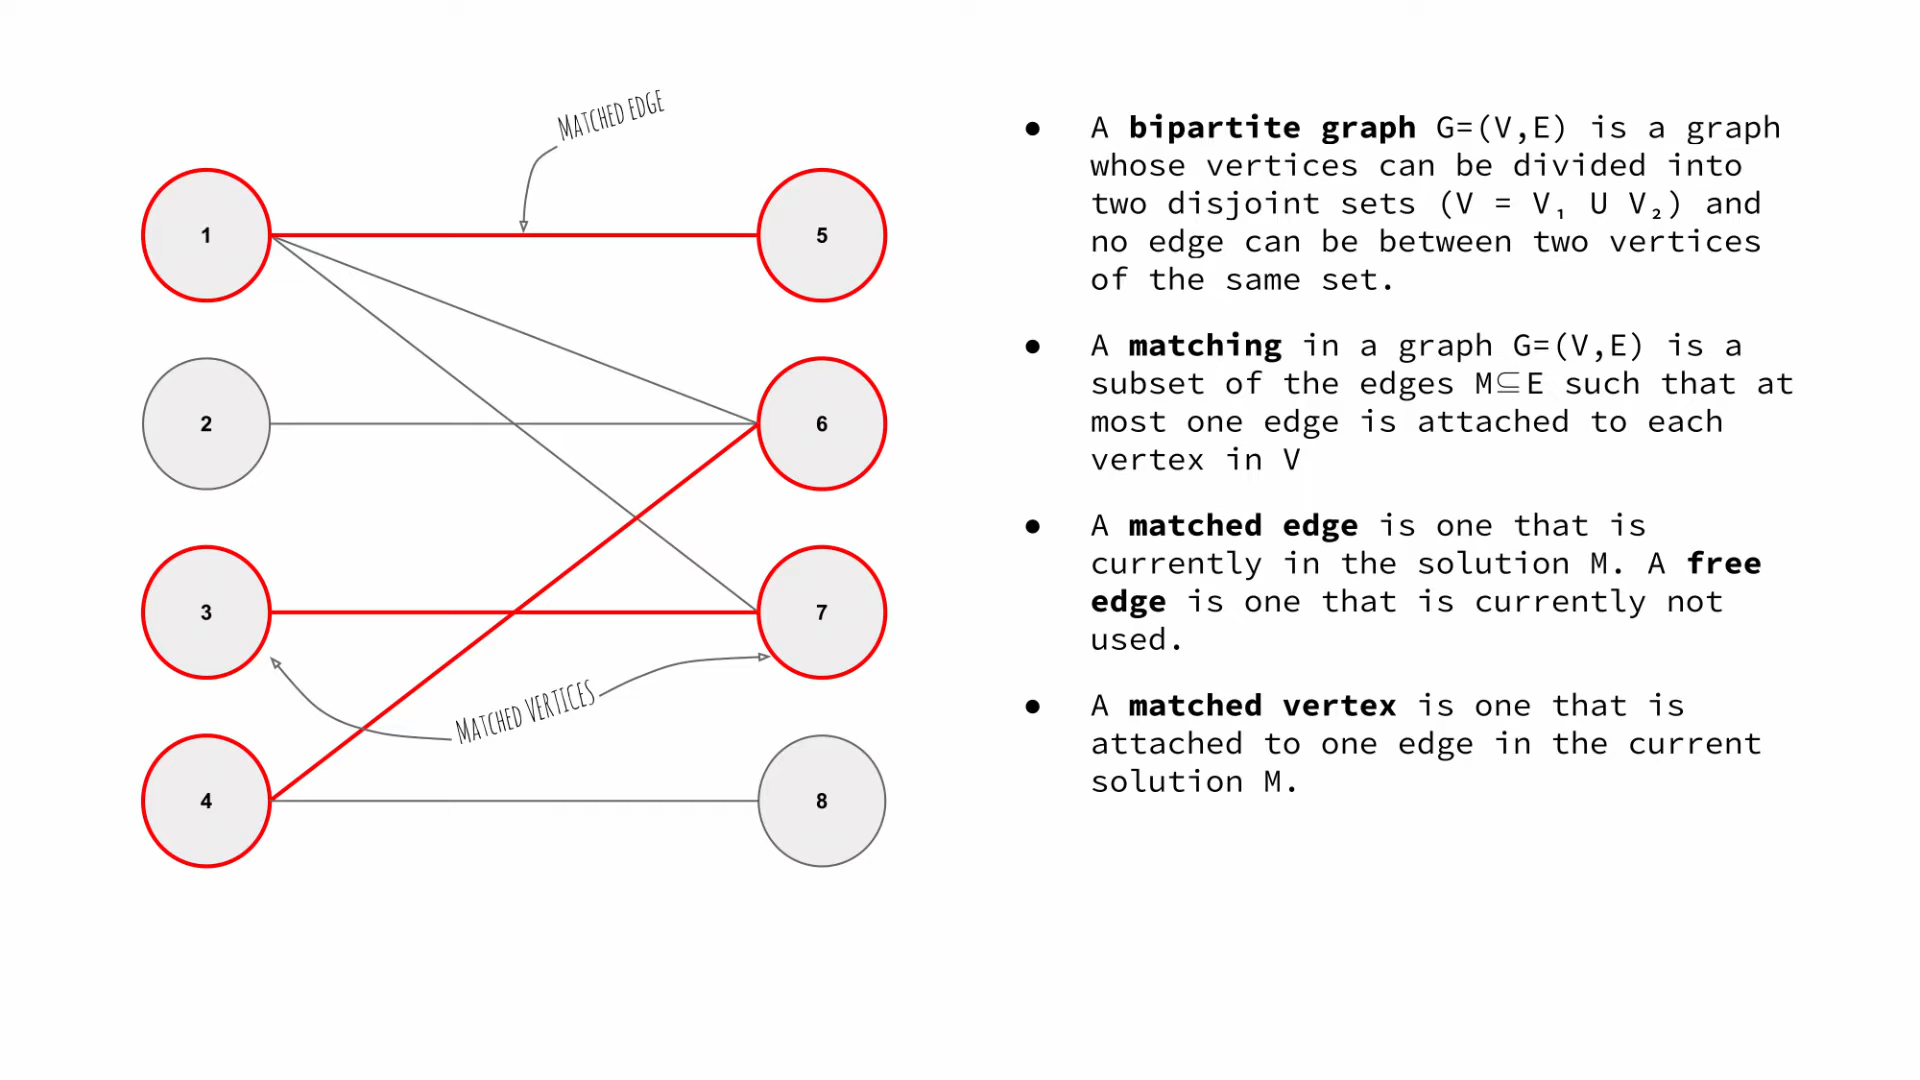 MATCHED EDGE
1
5
2
6
3
7
MATCHED VERTICES
4
8
● A bipartite graph G=(V,E) is a graph
whose vertices can be divided into
two disjoint sets (V = V₁ U V₂) and
no edge can be between two vertices
of the same set.
● A matching in a graph G=(V,E) is a
subset of the edges M⊆E such that at
most one edge is attached to each
vertex in V
● A matched edge is one that is
currently in the solution M. A free
edge is one that is currently not
used.
● A matched vertex is one that is
attached to one edge in the current
solution M.